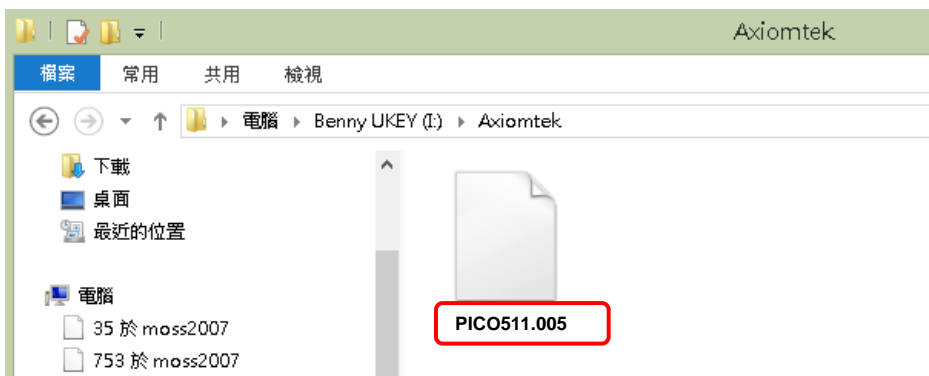 Axiomtek
檔案 常用 共用 檢視
電腦 Benny UKEY (I:) Axiomtek
下載
桌面
最近的位置
電腦
35 於 moss2007
753 於 moss2007
PICO511.005